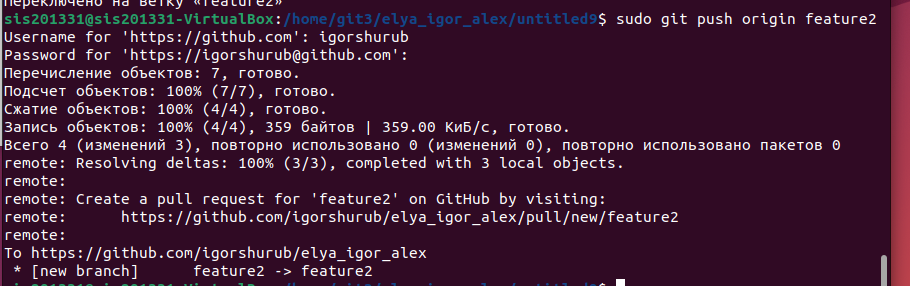 Переключено на ветку «feature2»
sis201331@sis201331-VirtualBox:/home/git3/elya_igor_alex/untitled9$ sudo git push origin feature2
Username for 'https://github.com': igorshurub
Password for 'https://igorshurub@github.com':
Перечисление объектов: 7, готово.
Подсчет объектов: 100% (7/7), готово.
Сжатие объектов: 100% (4/4), готово.
Запись объектов: 100% (4/4), 359 байтов | 359.00 КиБ/с, готово.
Всего 4 (изменений 3), повторно использовано 0 (изменений 0), повторно использовано пакетов 0
remote: Resolving deltas: 100% (3/3), completed with 3 local objects.
remote:
remote: Create a pull request for 'feature2' on GitHub by visiting:
remote:      https://github.com/igorshurub/elya_igor_alex/pull/new/feature2
remote:
To https://github.com/igorshurub/elya_igor_alex
 * [new branch]      feature2 -> feature2